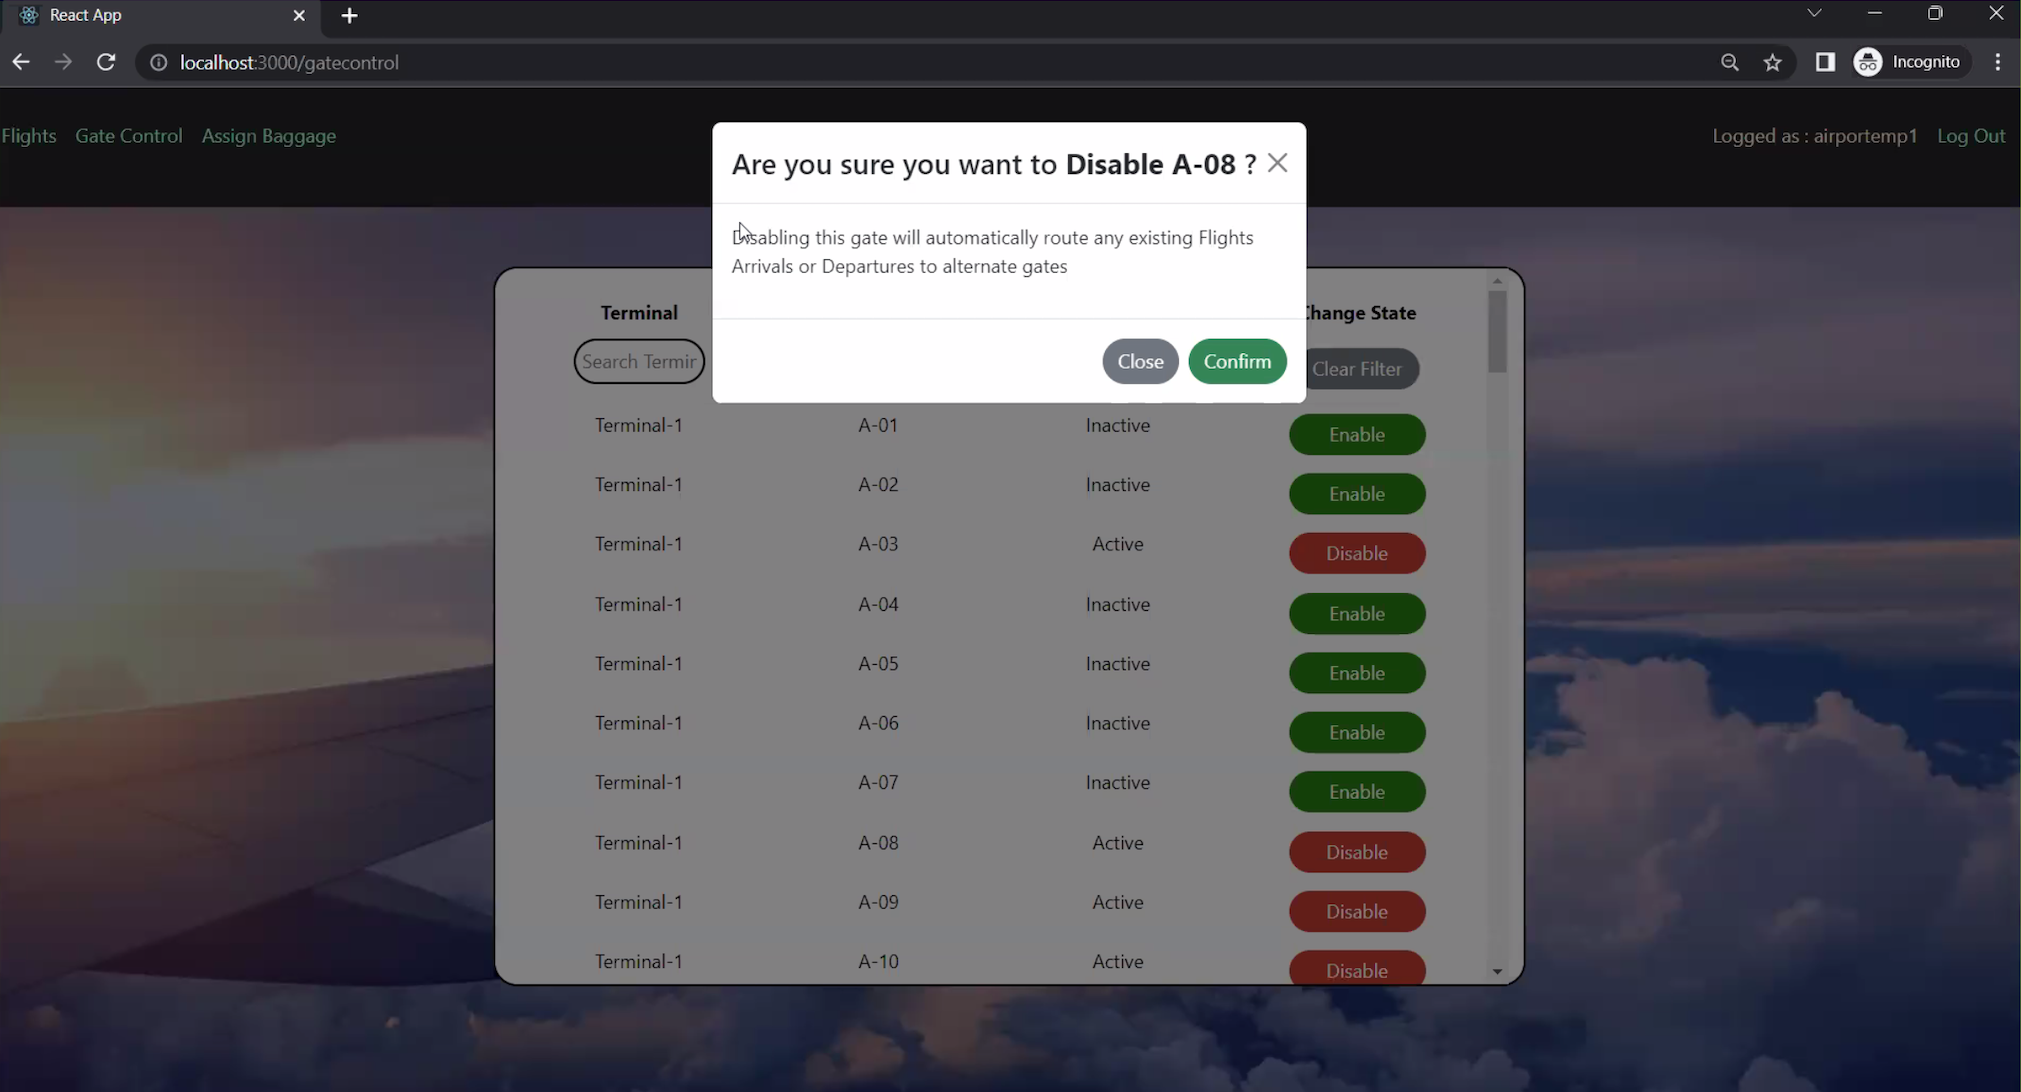 React App
localhost:3000/gatecontrol
Incognito
Flights Gate Control Assign Baggage
Logged as : airportemp1 Log Out
Are you sure you want to Disable A-08 ?
Disabling this gate will automatically route any existing Flights
Arrivals or Departures to alternate gates
Close Confirm
Terminal Change State
Search Termir Clear Filter
Terminal-1 A-01 Inactive Enable
Terminal-1 A-02 Inactive Enable
Terminal-1 A-03 Active Disable
Terminal-1 A-04 Inactive Enable
Terminal-1 A-05 Inactive Enable
Terminal-1 A-06 Inactive Enable
Terminal-1 A-07 Inactive Enable
Terminal-1 A-08 Active Disable
Terminal-1 A-09 Active Disable
Terminal-1 A-10 Active Disable